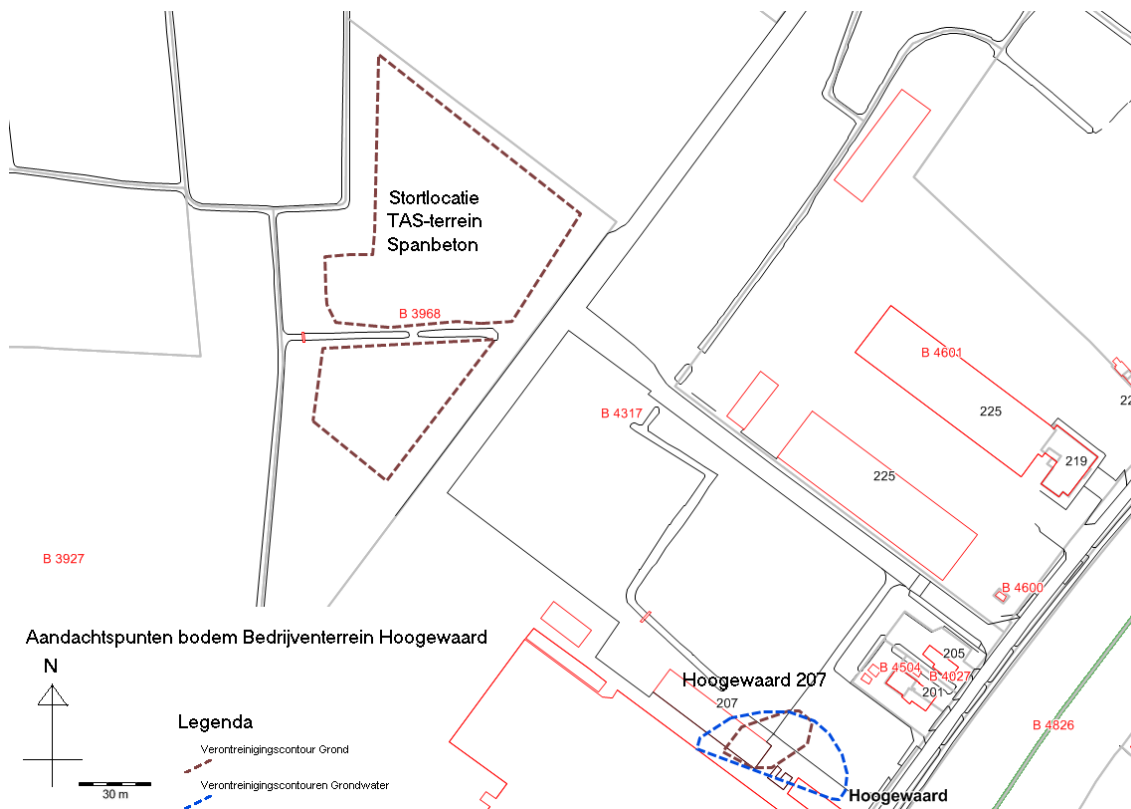 Stortlocatie
TAS-terrein
Spanbeton
B 3968
B 4601
225
B 4317
219
225
B 3927
B 4600
Aandachtspunten bodem Bedrijventerrein Hoogewaard
N
205
B 4504
B 4027
201
Hoogewaard 207
207
Legenda
B 4826
Verontreinigingscontour Grond
Verontreinigingscontouren Grondwater
30 m
Hoogewaard